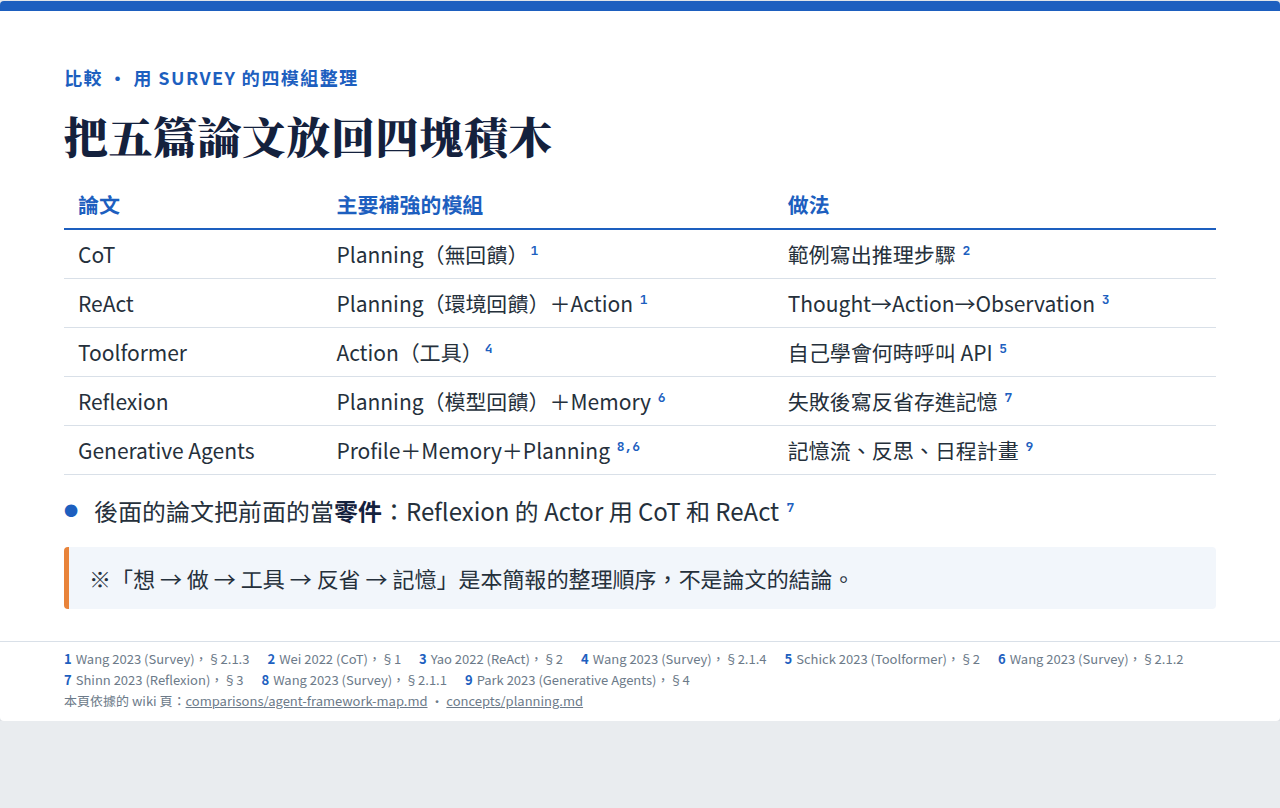 比較 · 用 SURVEY 的四模組整理
把五篇論文放回四塊積木
論文 主要補強的模組 做法
CoT Planning（無回饋） 1 範例寫出推理步驟 2
ReAct Planning（環境回饋）＋Action 1 Thought→Action→Observation 3
Toolformer Action（工具） 4 自己學會何時呼叫 API 5
Reflexion Planning（模型回饋）＋Memory 6 失敗後寫反省存進記憶 7
Generative Agents Profile＋Memory＋Planning 8,6 記憶流、反思、日程計畫 9
● 後面的論文把前面的當零件：Reflexion 的 Actor 用 CoT 和 ReAct 7
※「想 → 做 → 工具 → 反省 → 記憶」是本簡報的整理順序，不是論文的結論。
1 Wang 2023 (Survey)，§2.1.3 2 Wei 2022 (CoT)，§1 3 Yao 2022 (ReAct)，§2 4 Wang 2023 (Survey)，§2.1.4 5 Schick 2023 (Toolformer)，§2 6 Wang 2023 (Survey)，§2.1.2
7 Shinn 2023 (Reflexion)，§3 8 Wang 2023 (Survey)，§2.1.1 9 Park 2023 (Generative Agents)，§4
本頁依據的 wiki 頁：comparisons/agent-framework-map.md · concepts/planning.md